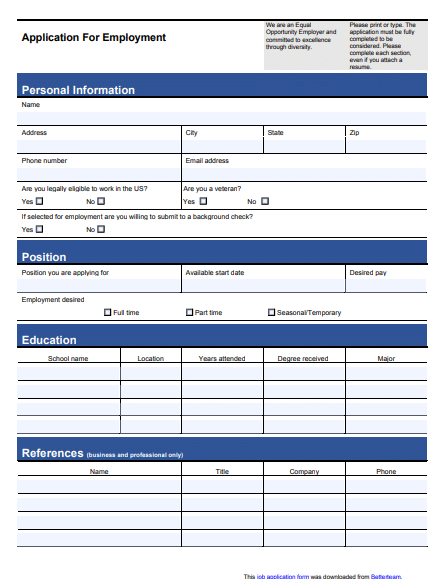 Application For Employment
We are an Equal
Opportunity Employer and
committed to excellence
through diversity.
Please print or type. The
application must be fully
completed to be
considered. Please
complete each section,
even if you attach a
resume.
Personal Information
Name
Address City State Zip
Phone number Email address
Are you legally eligible to work in the US? Are you a veteran?
Yes No Yes No
If selected for employment are you willing to submit to a background check?
Yes No
Position
Position you are applying for Available start date Desired pay
Employment desired
Full time Part time Seasonal/Temporary
Education
School name Location Years attended Degree received Major
References (business and professional only)
Name Title Company Phone
This job application form was downloaded from Betterteam.